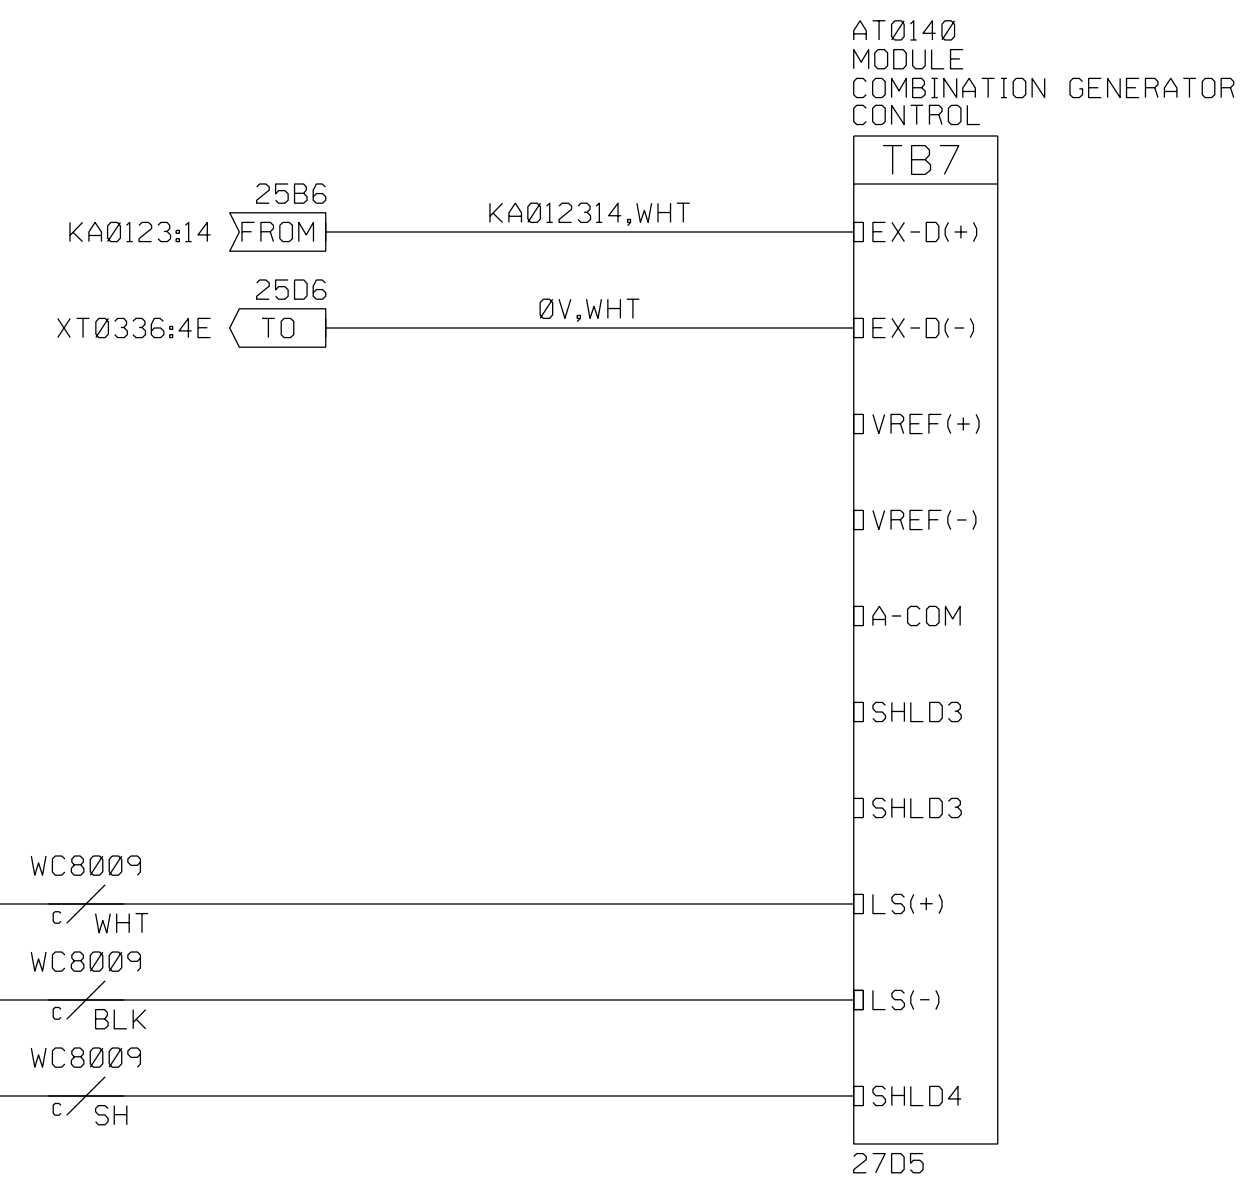 AT0140
MODULE
COMBINATION GENERATOR
CONTROL
TB7
25B6
KA0123:14 FROM KA012314,WHT EX-D(+)
25D6
XT0336:4E TO 0V,WHT EX-D(-)
VREF(+)
VREF(-)
A-COM
SHLD3
SHLD3
WC8009
C WHT LS(+)
WC8009
C BLK LS(-)
WC8009
C SH SHLD4
27D5